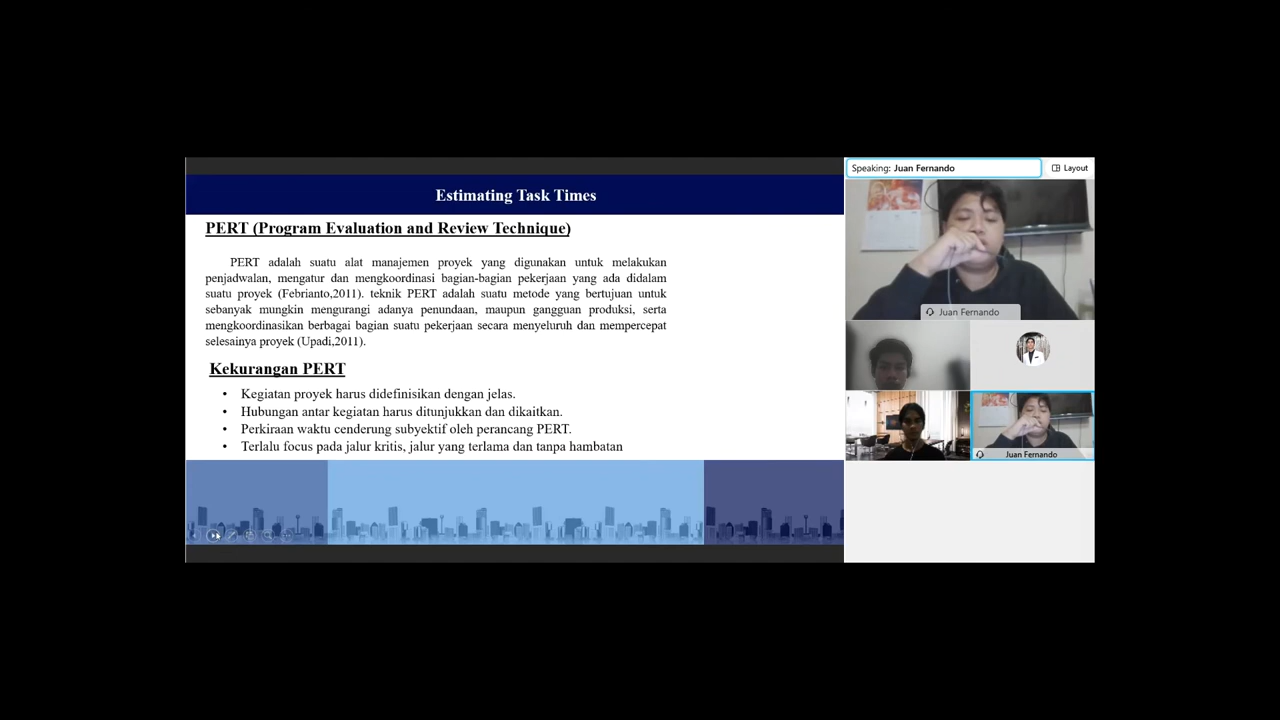 Estimating Task Times
PERT (Program Evaluation and Review Technique)
PERT adalah suatu alat manajemen proyek yang digunakan untuk melakukan
penjadwalan, mengatur dan mengkoordinasi bagian-bagian pekerjaan yang ada didalam
suatu proyek (Febrianto,2011). teknik PERT adalah suatu metode yang bertujuan untuk
sebanyak mungkin mengurangi adanya penundaan, maupun gangguan produksi, serta
mengkoordinasikan berbagai bagian suatu pekerjaan secara menyeluruh dan mempercepat
selesainya proyek (Upadi,2011).
Kekurangan PERT
• Kegiatan proyek harus didefinisikan dengan jelas.
• Hubungan antar kegiatan harus ditunjukkan dan dikaitkan.
• Perkiraan waktu cenderung subyektif oleh perancang PERT.
• Terlalu focus pada jalur kritis, jalur yang terlama dan tanpa hambatan
Speaking: Juan Fernando
Layout
Juan Fernando
Juan Fernando